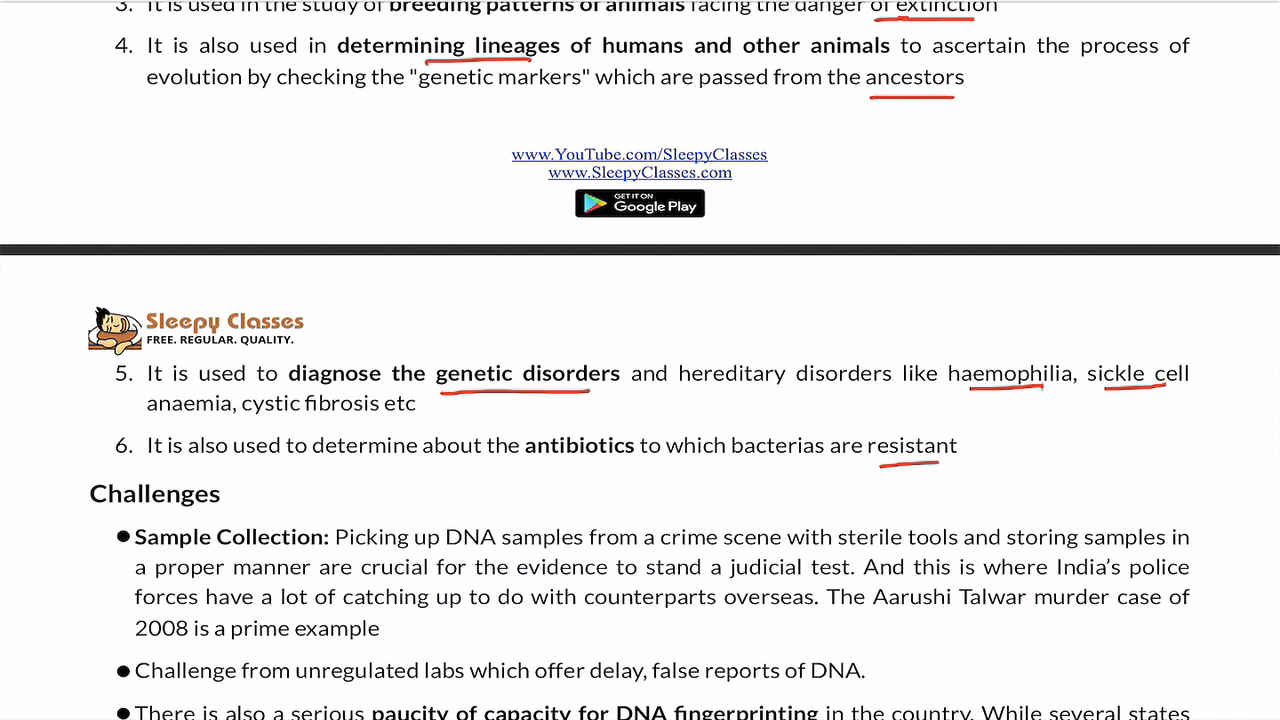 3. It is used in the study of breeding patterns of animals facing the danger of extinction
4. It is also used in determining lineages of humans and other animals to ascertain the process of
evolution by checking the "genetic markers" which are passed from the ancestors
www.YouTube.com/SleepyClasses
www.SleepyClasses.com
GET IT ON
Google Play
Sleepy Classes
FREE. REGULAR. QUALITY.
5. It is used to diagnose the genetic disorders and hereditary disorders like haemophilia, sickle cell
anaemia, cystic fibrosis etc
6. It is also used to determine about the antibiotics to which bacterias are resistant
Challenges
● Sample Collection: Picking up DNA samples from a crime scene with sterile tools and storing samples in
a proper manner are crucial for the evidence to stand a judicial test. And this is where India’s police
forces have a lot of catching up to do with counterparts overseas. The Aarushi Talwar murder case of
2008 is a prime example
● Challenge from unregulated labs which offer delay, false reports of DNA.
● There is also a serious paucity of capacity for DNA fingerprinting in the country. While several states